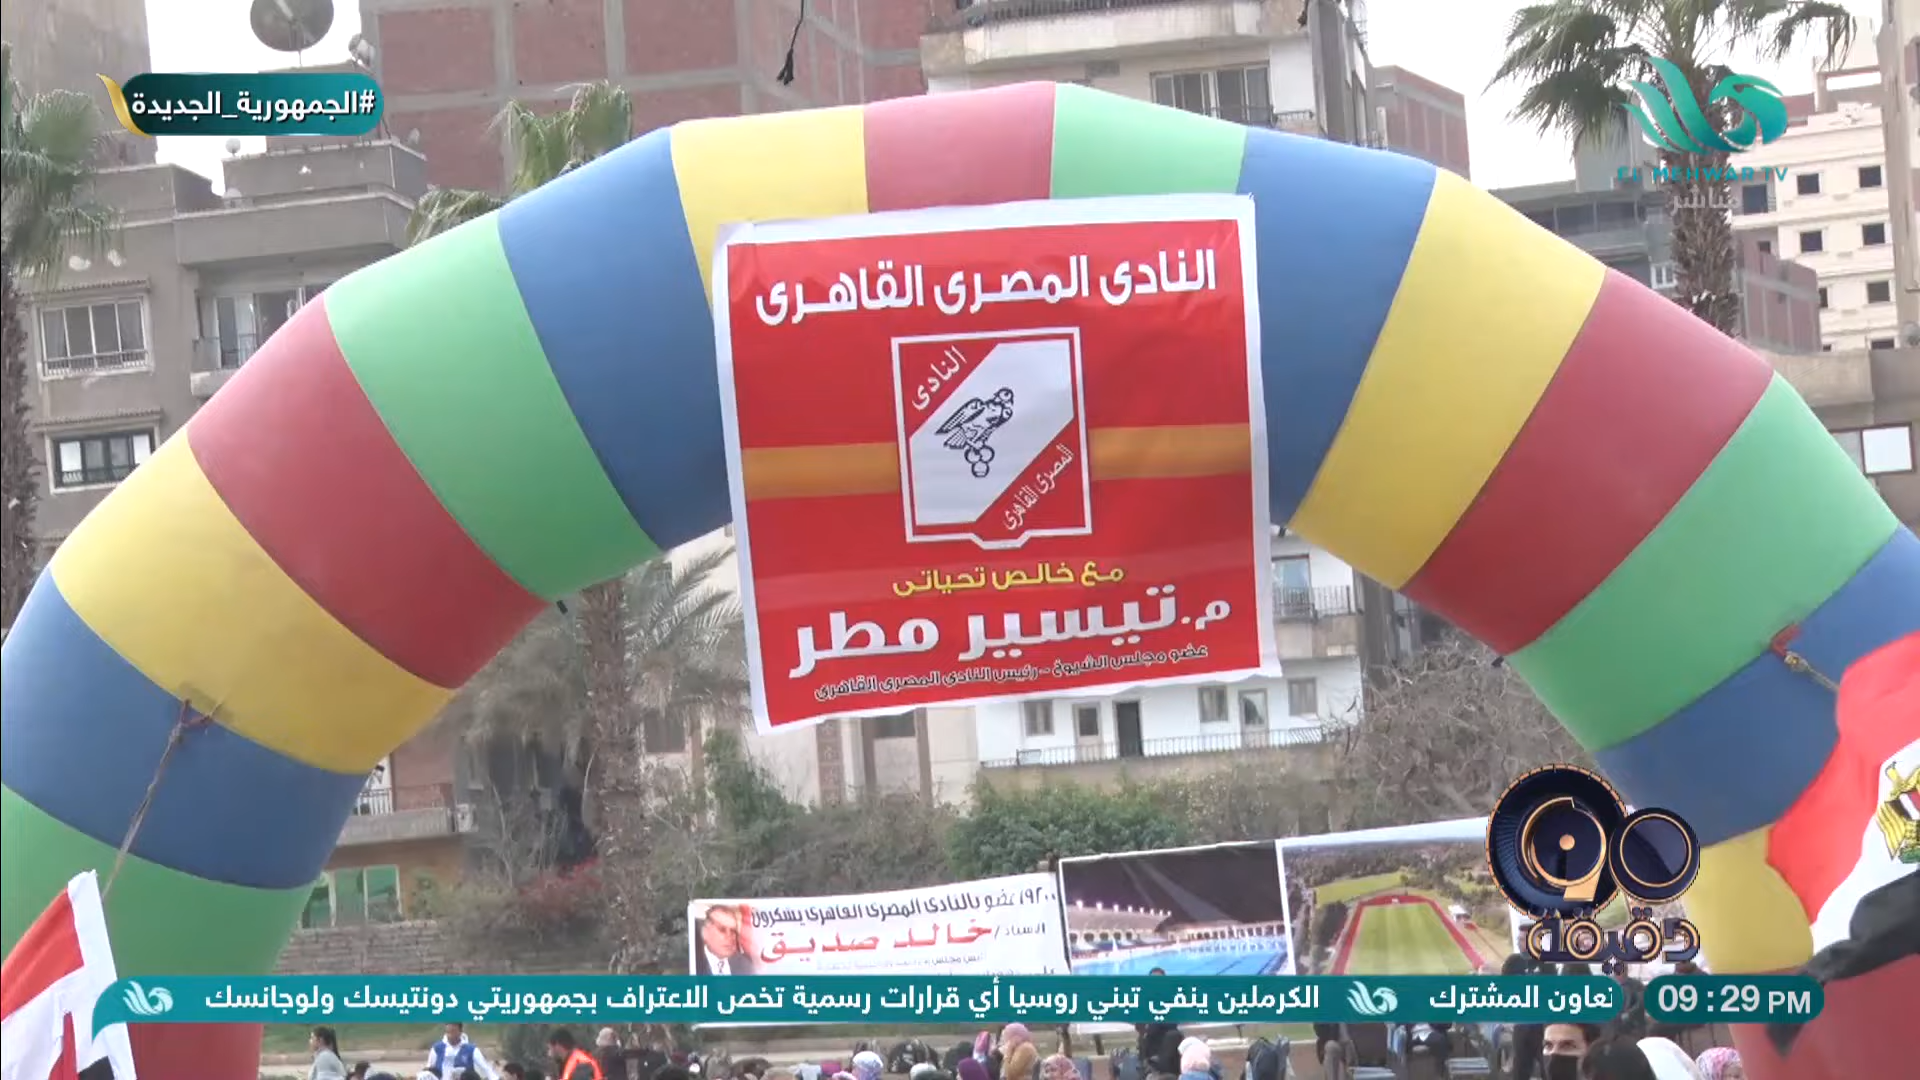 #الجمهورية_الجديدة
EL MEHWAR TV
مباشر
النادى المصرى القاهرى
النادى
المصرى القاهرى
مع خالص تحياتى
م.تيسير مطر
عضو مجلس الشيوخ - رئيس النادى المصرى القاهرى
١٩٢٠٠ عضو بالنادى المصرى القاهرى يشكرون
خالد صديق
90
دقيقة
تعاون المشترك
الكرملين ينفي تبني روسيا أي قرارات رسمية تخص الاعتراف بجمهوريتي دونتيسك ولوجانسك
09:29 PM